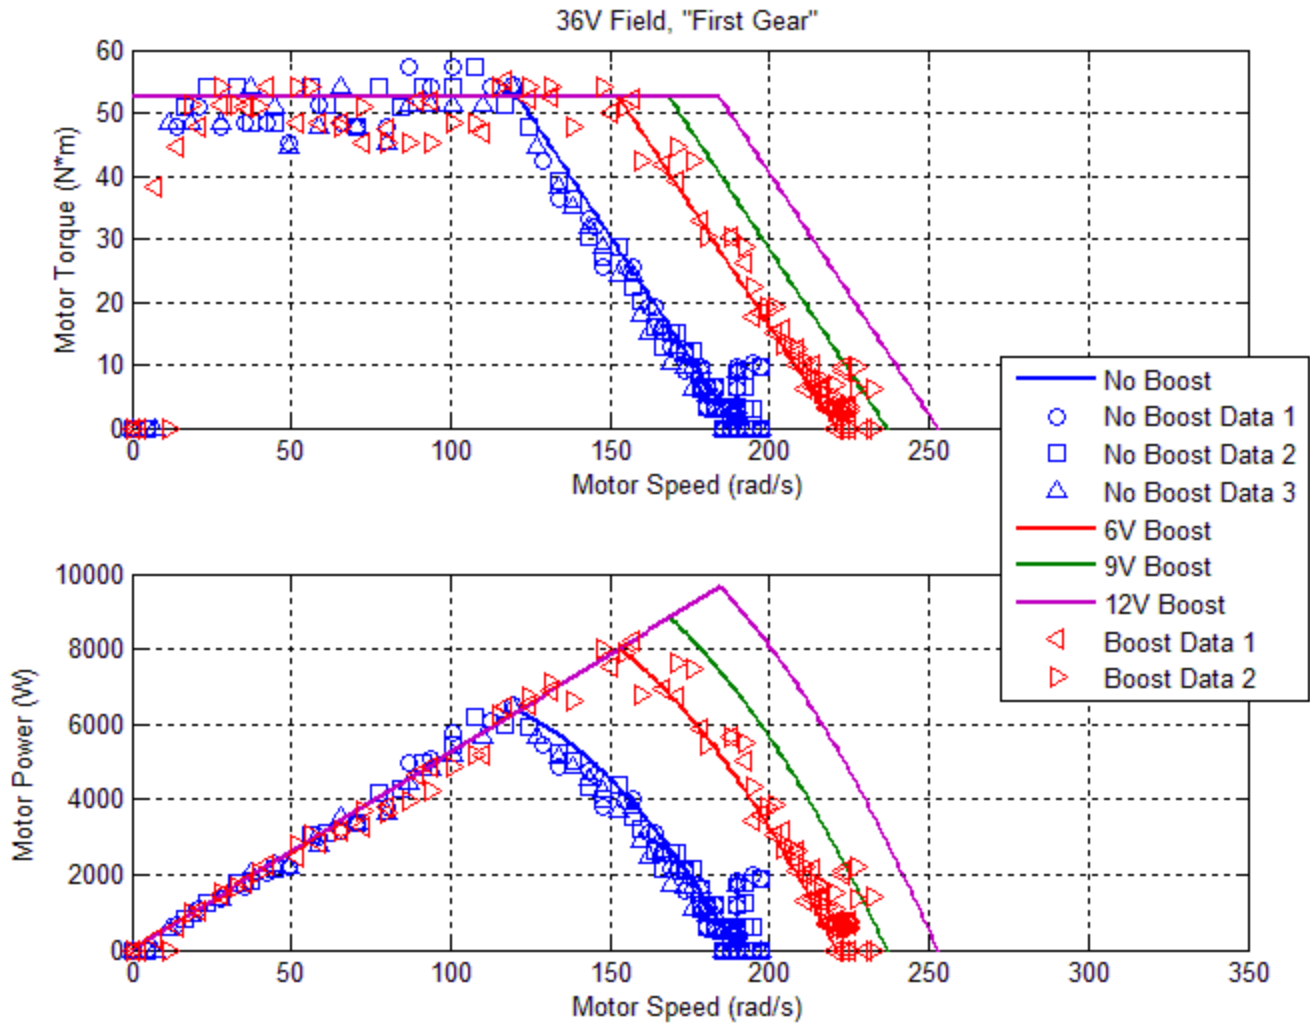 36V Field, "First Gear"
Motor Torque (N*m)
60
50
40
30
20
10
0
0 50 100 150 200 250 300 350
Motor Speed (rad/s)
No Boost
No Boost Data 1
No Boost Data 2
No Boost Data 3
6V Boost
9V Boost
12V Boost
Boost Data 1
Boost Data 2
Motor Power (W)
10000
8000
6000
4000
2000
0
0 50 100 150 200 250 300 350
Motor Speed (rad/s)